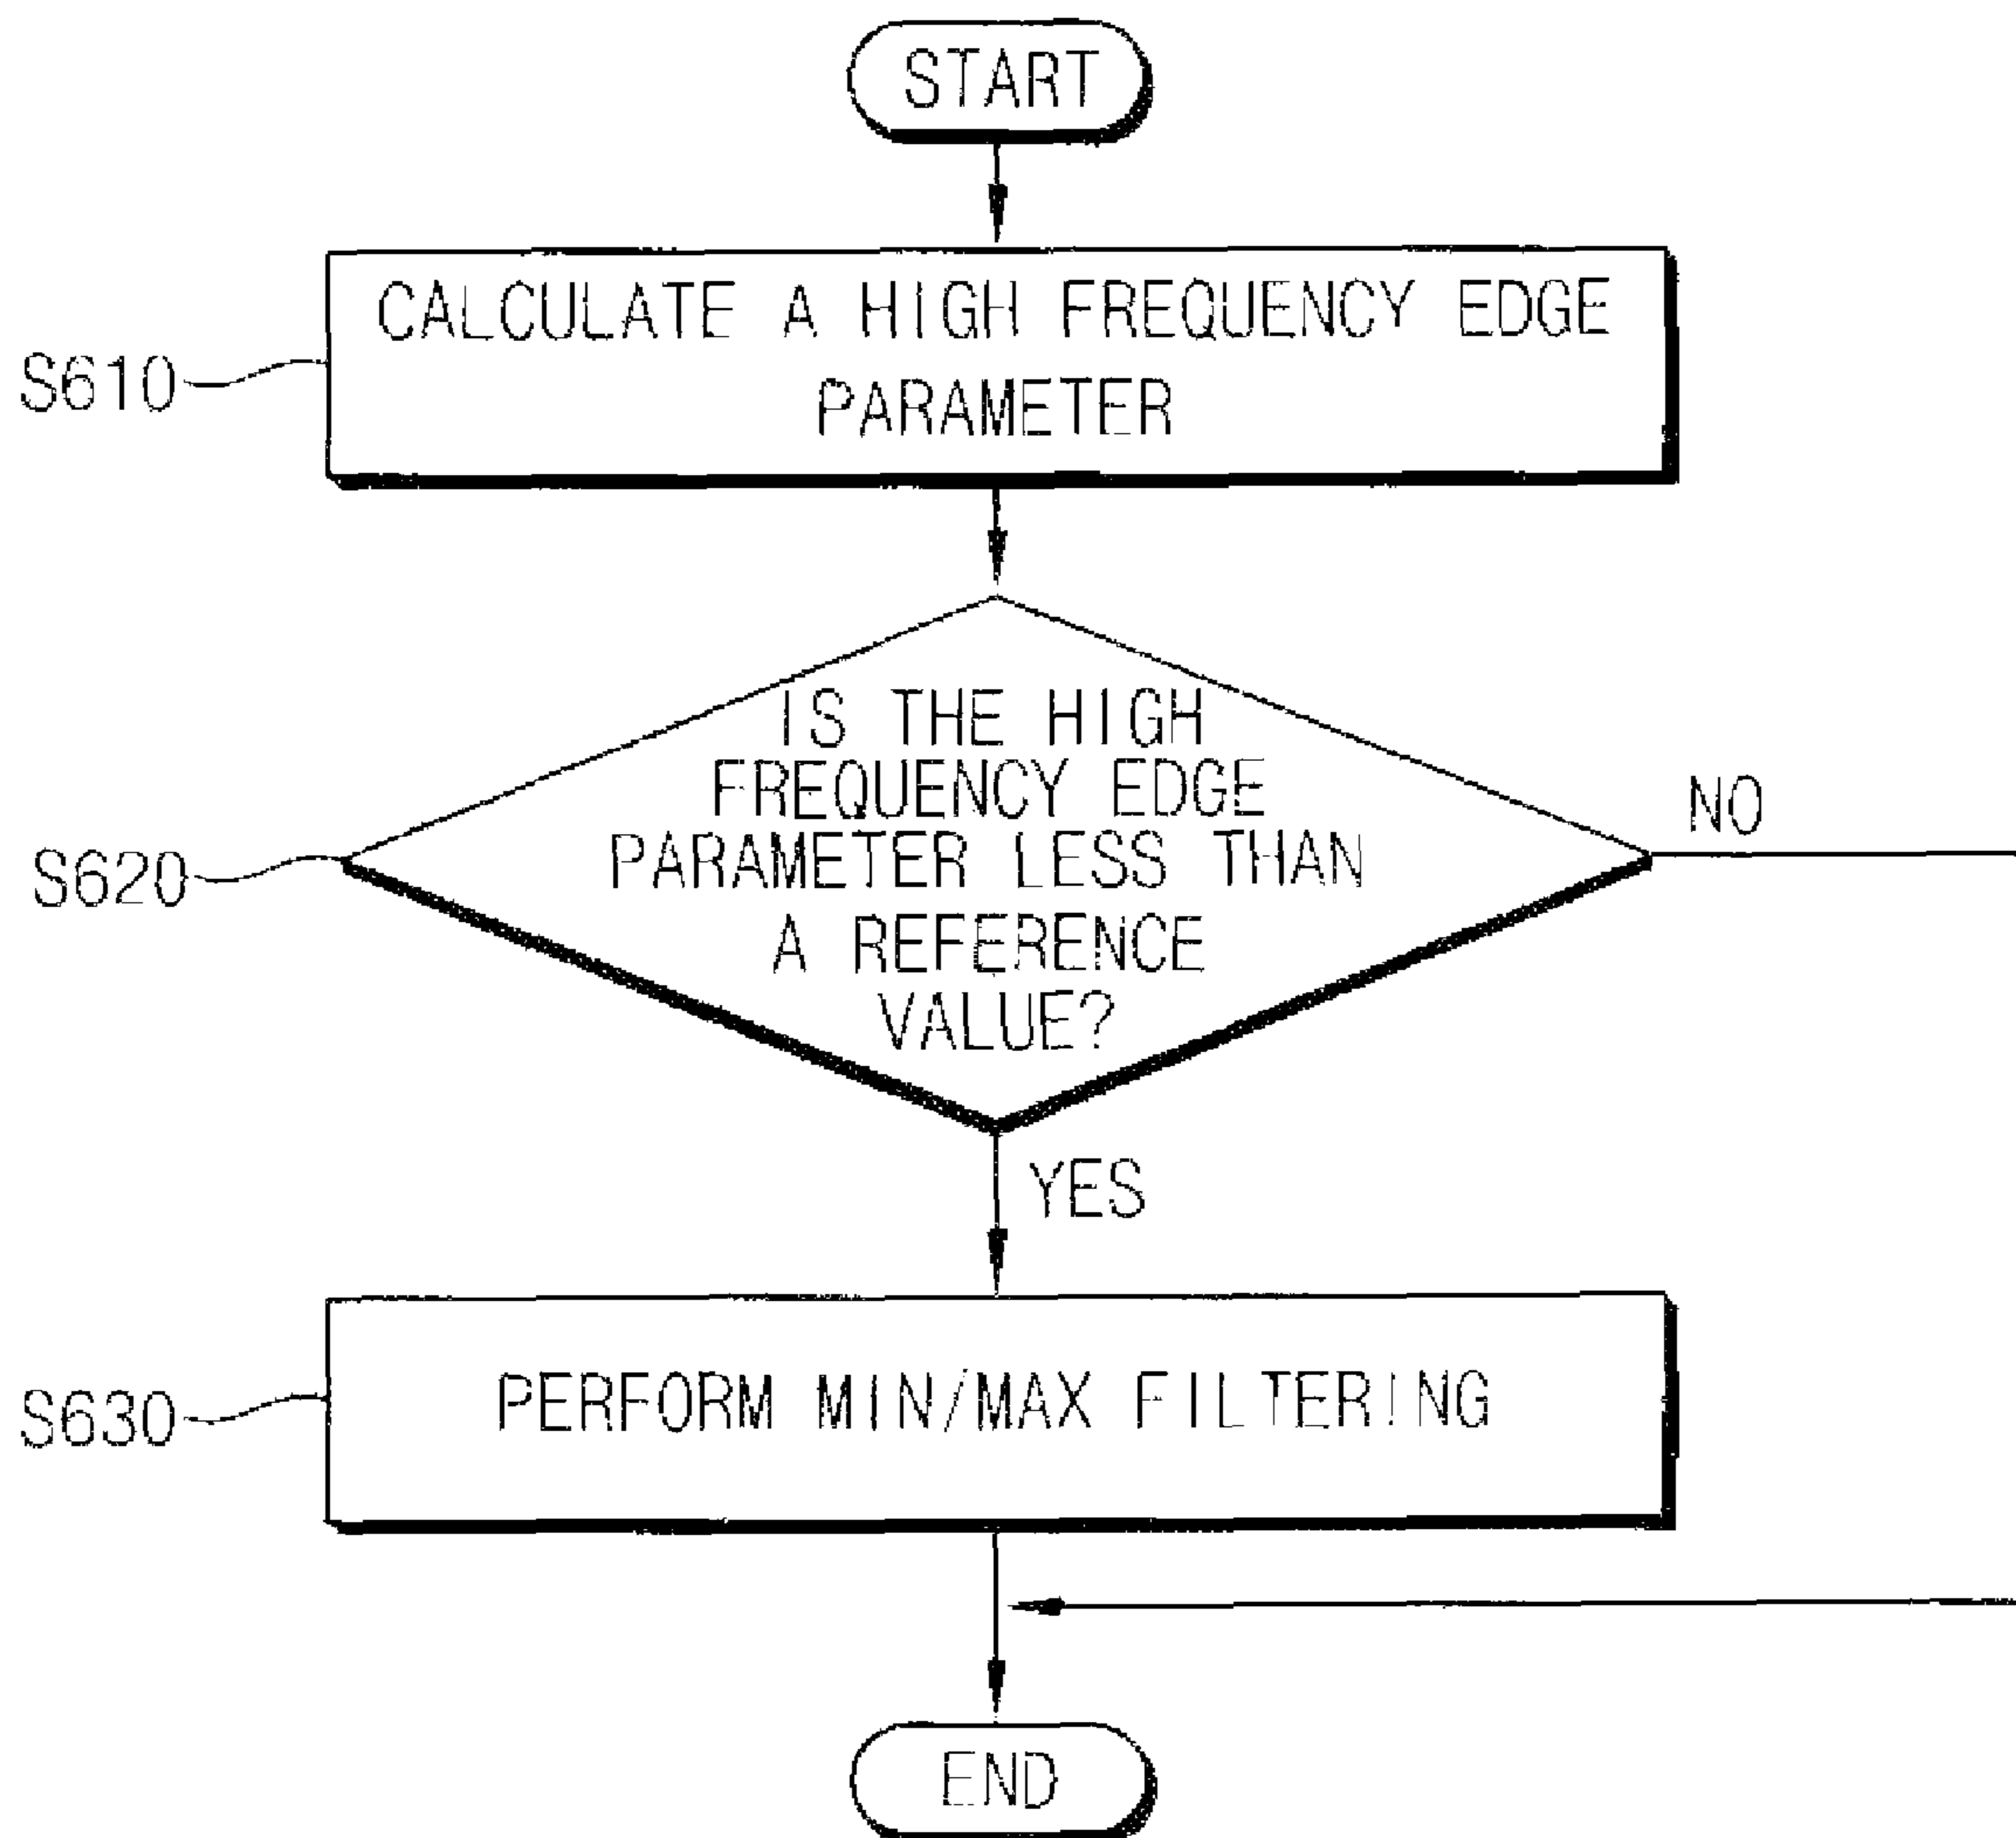 START
CALCULATE A HIGH FREQUENCY EDGE
PARAMETER
S610
IS THE HIGH
FREQUENCY EDGE
PARAMETER LESS THAN
A REFERENCE
VALUE?
S620
NO
YES
PERFORM MIN/MAX FILTERING
S630
END